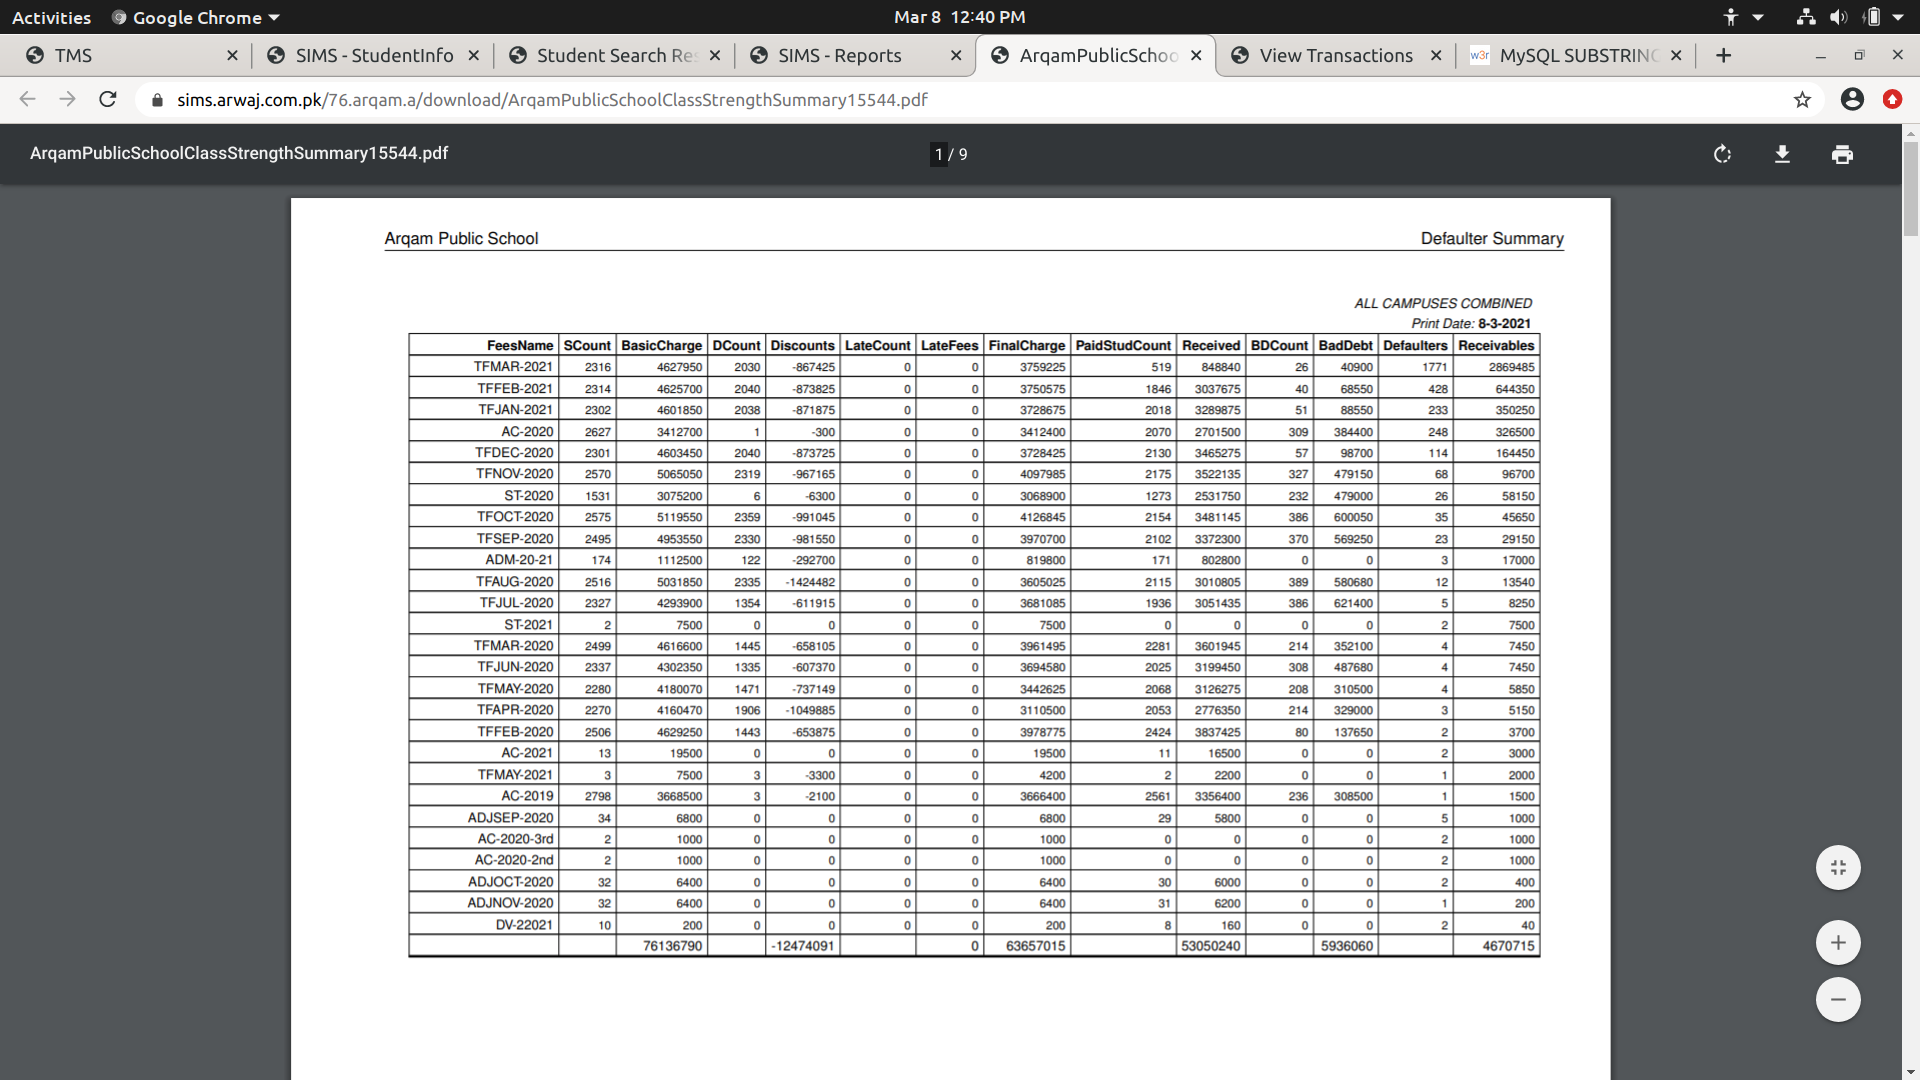 Activities Google Chrome Mar 8 12:40 PM
TMS SIMS - StudentInfo Student Search Re SIMS - Reports ArqamPublicSchoo View Transactions w3r MySQL SUBSTRING
sims.arwaj.com.pk/76.arqam.a/download/ArqamPublicSchoolClassStrengthSummary15544.pdf
ArqamPublicSchoolClassStrengthSummary15544.pdf 1 / 9
Arqam Public School Defaulter Summary
ALL CAMPUSES COMBINED
Print Date: 8-3-2021
FeesName SCount BasicCharge DCount Discounts LateCount LateFees FinalCharge PaidStudCount Received BDCount BadDebt Defaulters Receivables
TFMAR-2021 2316 4627950 2030 -867425 0 0 3759225 519 848840 26 40900 1771 2869485
TFFEB-2021 2314 4625700 2040 -873825 0 0 3750575 1846 3037675 40 68550 428 644350
TFJAN-2021 2302 4601850 2038 -871875 0 0 3728675 2018 3289875 51 88550 233 350250
AC-2020 2627 3412700 1 -300 0 0 3412400 2070 2701500 309 384400 248 326500
TFDEC-2020 2301 4603450 2040 -873725 0 0 3728425 2130 3465275 57 98700 114 164450
TFNOV-2020 2570 5065050 2319 -967165 0 0 4097985 2175 3522135 327 479150 68 96700
ST-2020 1531 3075200 6 -6300 0 0 3068900 1273 2531750 232 479000 26 58150
TFOCT-2020 2575 5119550 2359 -991045 0 0 4126845 2154 3481145 386 600050 35 45650
TFSEP-2020 2495 4953550 2330 -981550 0 0 3970700 2102 3372300 370 569250 23 29150
ADM-20-21 174 1112500 122 -292700 0 0 819800 171 802800 0 0 3 17000
TFAUG-2020 2516 5031850 2335 -1424482 0 0 3605025 2115 3010805 389 580680 12 13540
TFJUL-2020 2327 4293900 1354 -611915 0 0 3681085 1936 3051435 386 621400 5 8250
ST-2021 2 7500 0 0 0 0 7500 0 0 0 0 2 7500
TFMAR-2020 2499 4616600 1445 -658105 0 0 3961495 2281 3601945 214 352100 4 7450
TFJUN-2020 2337 4302350 1335 -607370 0 0 3694580 2025 3199450 308 487680 4 7450
TFMAY-2020 2280 4180070 1471 -737149 0 0 3442625 2068 3126275 208 310500 4 5850
TFAPR-2020 2270 4160470 1906 -1049885 0 0 3110500 2053 2776350 214 329000 3 5150
TFFEB-2020 2506 4629250 1443 -653875 0 0 3978775 2424 3837425 80 137650 2 3700
AC-2021 13 19500 0 0 0 0 19500 11 16500 0 0 2 3000
TFMAY-2021 3 7500 3 -3300 0 0 4200 2 2200 0 0 1 2000
AC-2019 2798 3668500 3 -2100 0 0 3666400 2561 3356400 236 308500 1 1500
ADJSEP-2020 34 6800 0 0 0 0 6800 29 5800 0 0 5 1000
AC-2020-3rd 2 1000 0 0 0 0 1000 0 0 0 0 2 1000
AC-2020-2nd 2 1000 0 0 0 0 1000 0 0 0 0 2 1000
ADJOCT-2020 32 6400 0 0 0 0 6400 30 6000 0 0 2 400
ADJNOV-2020 32 6400 0 0 0 0 6400 31 6200 0 0 1 200
DV-22021 10 200 0 0 0 0 200 8 160 0 0 2 40
76136790 -12474091 0 63657015 53050240 5936060 4670715